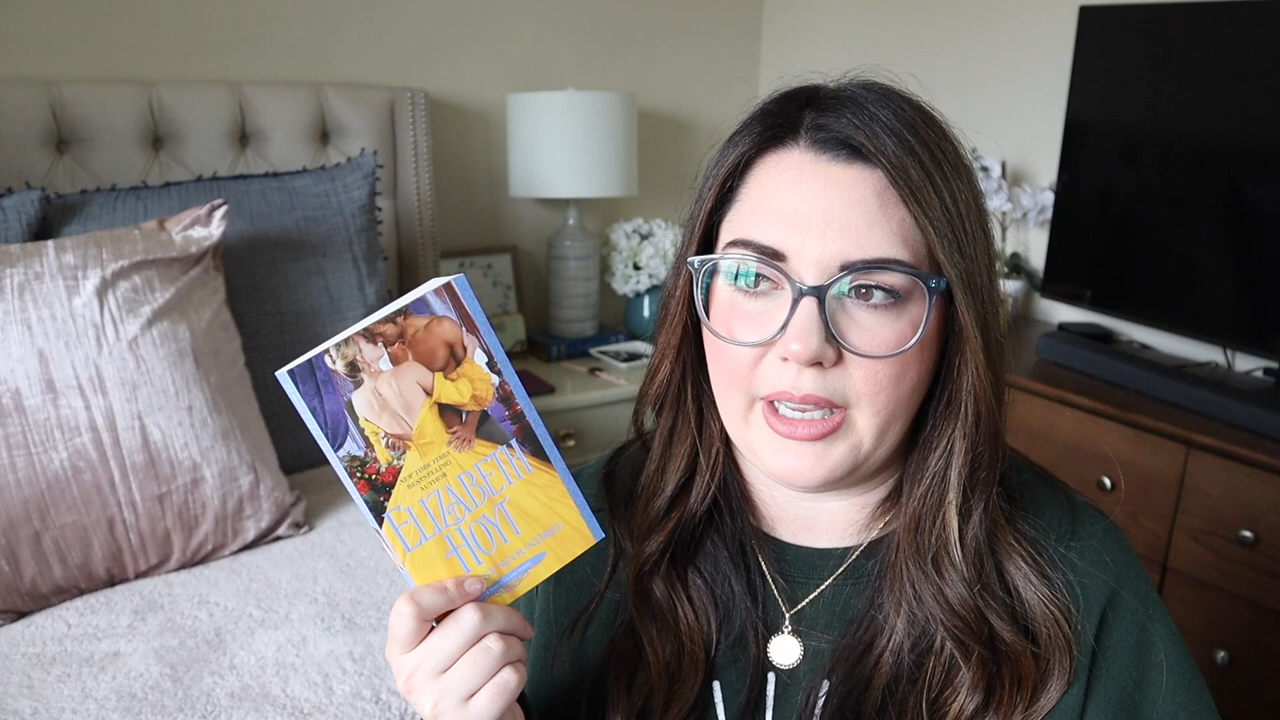 NEW YORK TIMES
BESTSELLING
AUTHOR
ELIZABETH
HOYT